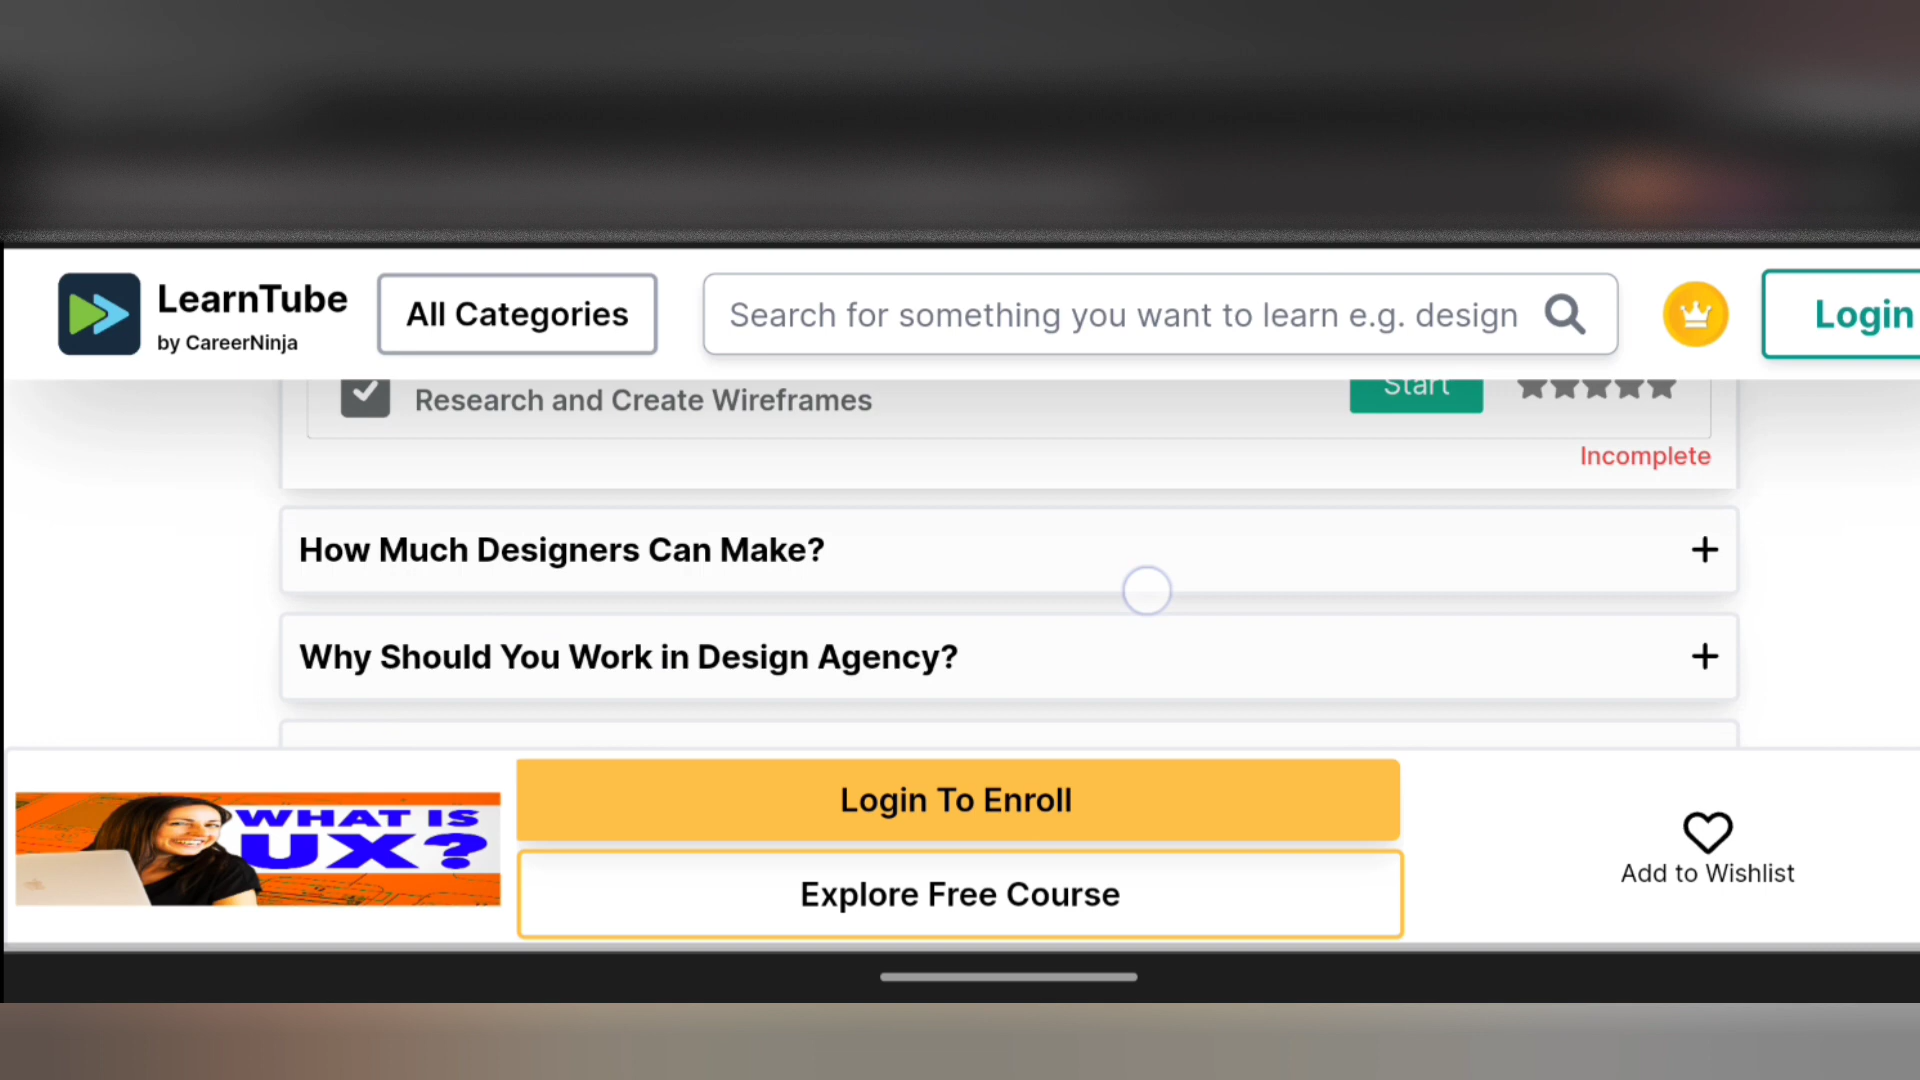 LearnTube
by CareerNinja
All Categories
Search for something you want to learn e.g. design
Login
Research and Create Wireframes
Start
Incomplete
How Much Designers Can Make?
+
Why Should You Work in Design Agency?
+
WHAT IS
UX?
Login To Enroll
Explore Free Course
Add to Wishlist